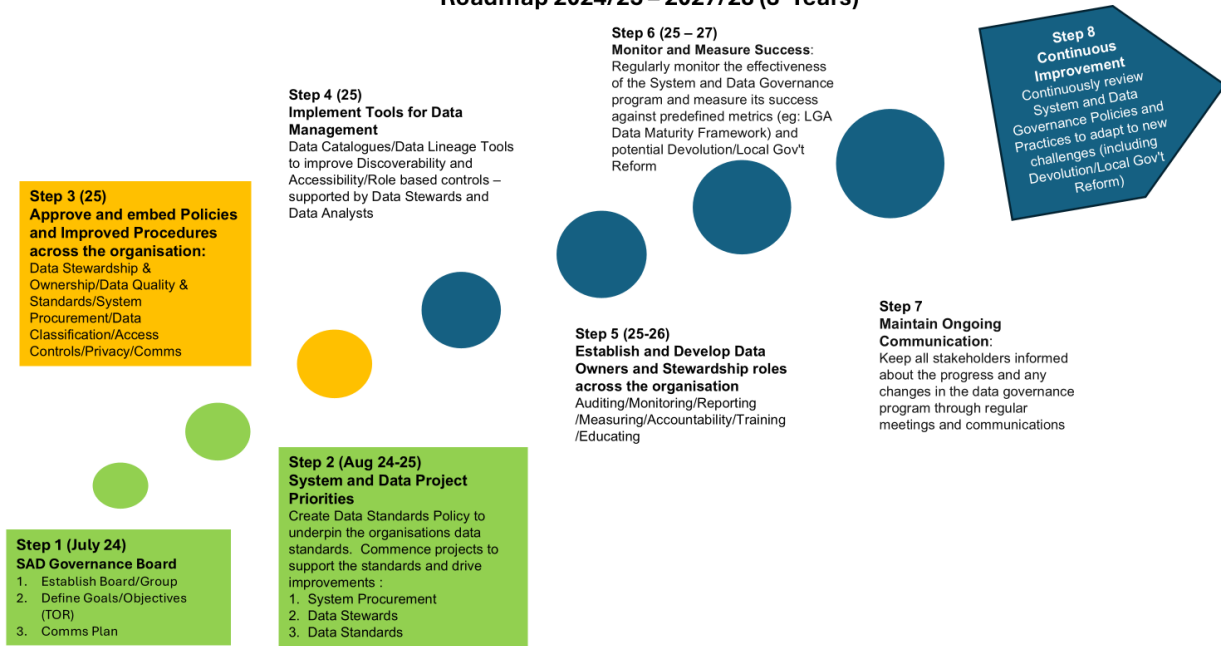 Roadmap 2024/25 – 2027/28 (3 Years)
Step 6 (25 – 27)
Monitor and Measure Success:
Regularly monitor the effectiveness
of the System and Data Governance
program and measure its success
against predefined metrics (eg: LGA
Data Maturity Framework) and
potential Devolution/Local Gov't
Reform
Step 8
Continuous
Improvement
Continuously review
System and Data
Governance Policies and
Practices to adapt to new
challenges (including
Devolution/Local Gov't
Reform)
Step 4 (25)
Implement Tools for Data
Management
Data Catalogues/Data Lineage Tools
to improve Discoverability and
Accessibility/Role based controls –
supported by Data Stewards and
Data Analysts
Step 3 (25)
Approve and embed Policies
and Improved Procedures
across the organisation:
Data Stewardship &
Ownership/Data Quality &
Standards/System
Procurement/Data
Classification/Access
Controls/Privacy/Comms
Step 5 (25-26)
Establish and Develop Data
Owners and Stewardship roles
across the organisation
Auditing/Monitoring/Reporting
/Measuring/Accountability/Training
/Educating
Step 7
Maintain Ongoing
Communication:
Keep all stakeholders informed
about the progress and any
changes in the data governance
program through regular
meetings and communications
Step 2 (Aug 24-25)
System and Data Project
Priorities
Create Data Standards Policy to
underpin the organisations data
standards. Commence projects to
support the standards and drive
improvements :
1. System Procurement
2. Data Stewards
3. Data Standards
Step 1 (July 24)
SAD Governance Board
1. Establish Board/Group
2. Define Goals/Objectives
(TOR)
3. Comms Plan